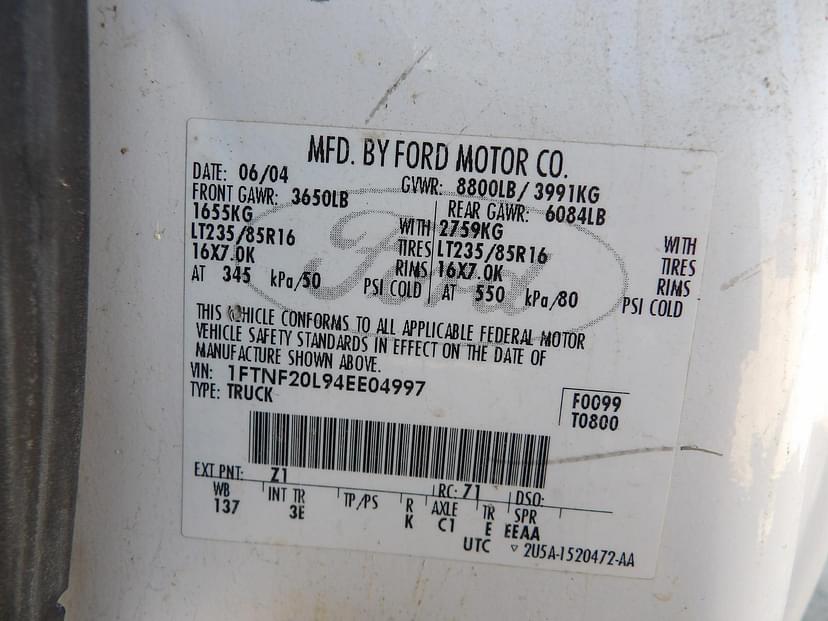 MFD. BY FORD MOTOR CO.
DATE: 06/04 GVWR: 8800LB/ 3991KG
FRONT GAWR: 3650LB REAR GAWR: 6084LB
1655KG WITH 2759KG WITH
LT235/85R16 TIRES LT235/85R16 TIRES
16X7.0K RIMS 16X7.0K RIMS
AT 345 kPa/50 PSI COLD AT 550 kPa/80 PSI COLD
Ford
THIS VEHICLE CONFORMS TO ALL APPLICABLE FEDERAL MOTOR
VEHICLE SAFETY STANDARDS IN EFFECT ON THE DATE OF
MANUFACTURE SHOWN ABOVE.
VIN: 1FTNF20L94EE04997
TYPE: TRUCK
F0099
T0800
EXT PNT: Z1 RC: 71 DSO:
WB INT TR TP/PS R AXLE TR SPR
137 3E K C1 E EEAA
UTC ▽ 2U5A-1520472-AA